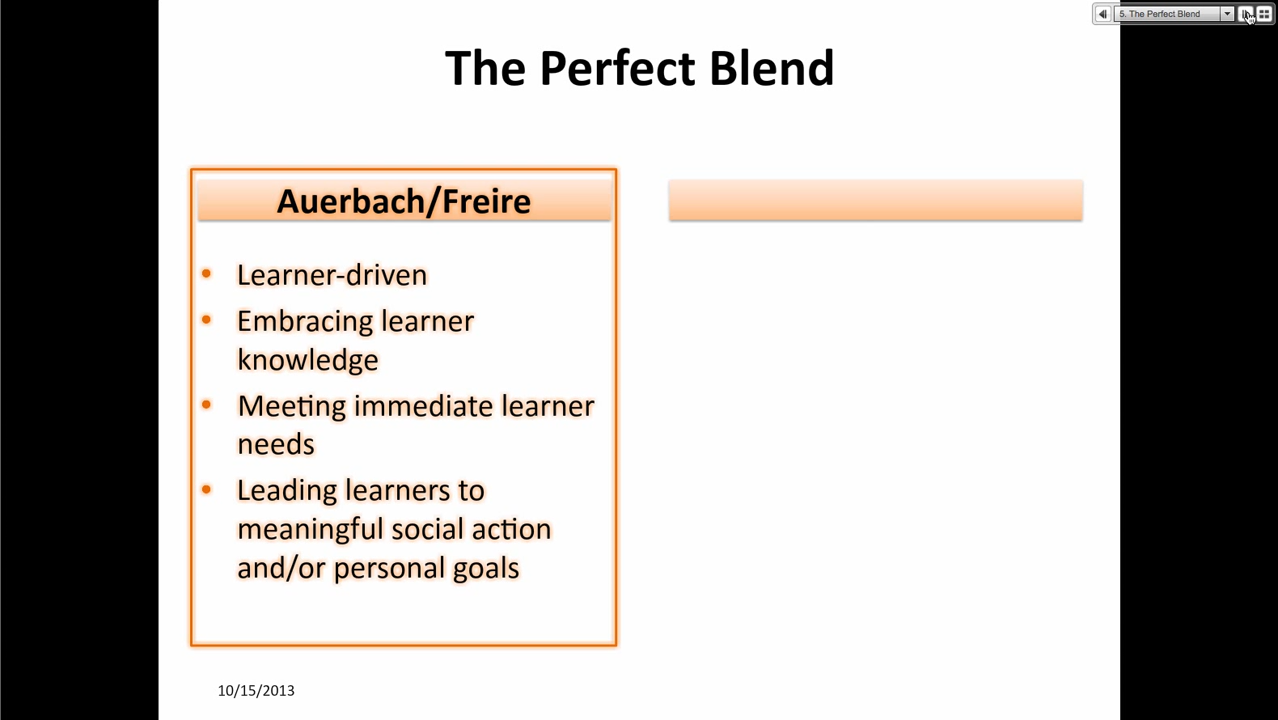 5. The Perfect Blend
The Perfect Blend
Auerbach/Freire
• Learner-driven
• Embracing learner
knowledge
• Meeting immediate learner
needs
• Leading learners to
meaningful social action
and/or personal goals
10/15/2013